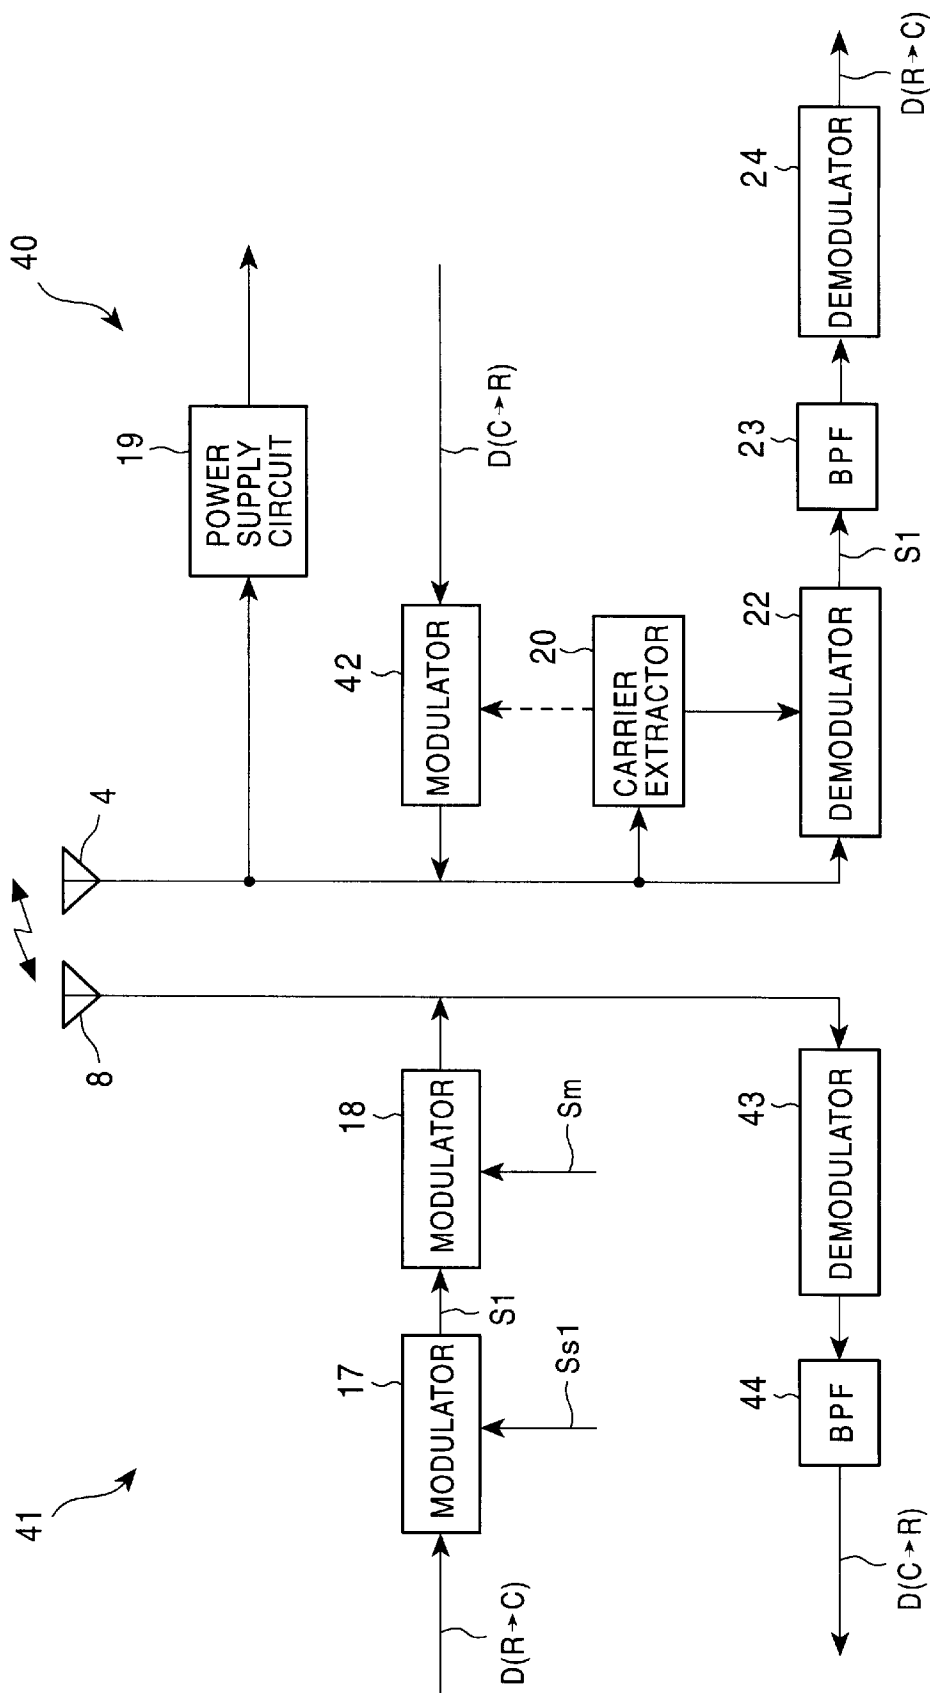 41
40
8
4
19
POWER
SUPPLY
CIRCUIT
D(R→C)
17
MODULATOR
Ss1
S1
18
MODULATOR
Sm
42
MODULATOR
D(C→R)
20
CARRIER
EXTRACTOR
D(C→R)
44
BPF
43
DEMODULATOR
22
DEMODULATOR
S1
23
BPF
24
DEMODULATOR
D(R→C)